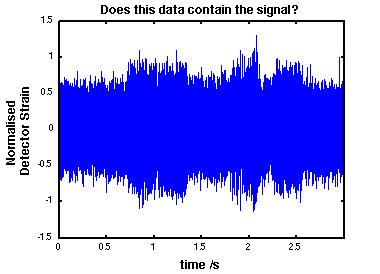 Does this data contain the signal?
1.5
1
0.5
0
-0.5
-1
-1.5
Normalised
Detector Strain
0 0.5 1 1.5 2 2.5
time /s